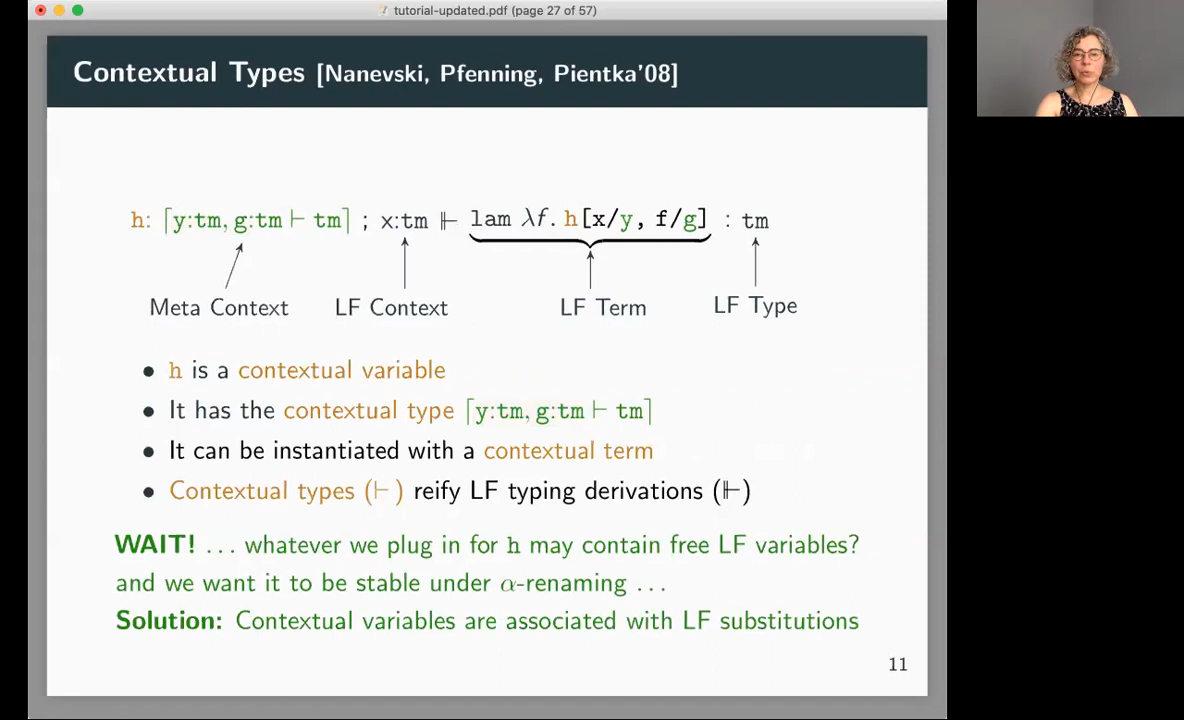 tutorial-updated.pdf (page 27 of 57)
Contextual Types [Nanevski, Pfenning, Pientka'08]
h: ⌈y:tm, g:tm ⊢ tm⌉ ; x:tm ⊩ lam λf. h[x/y, f/g] : tm
Meta Context LF Context LF Term LF Type
• h is a contextual variable
• It has the contextual type ⌈y:tm, g:tm ⊢ tm⌉
• It can be instantiated with a contextual term
• Contextual types (⊢) reify LF typing derivations (⊩)
WAIT! ... whatever we plug in for h may contain free LF variables?
and we want it to be stable under α-renaming ...
Solution: Contextual variables are associated with LF substitutions
11